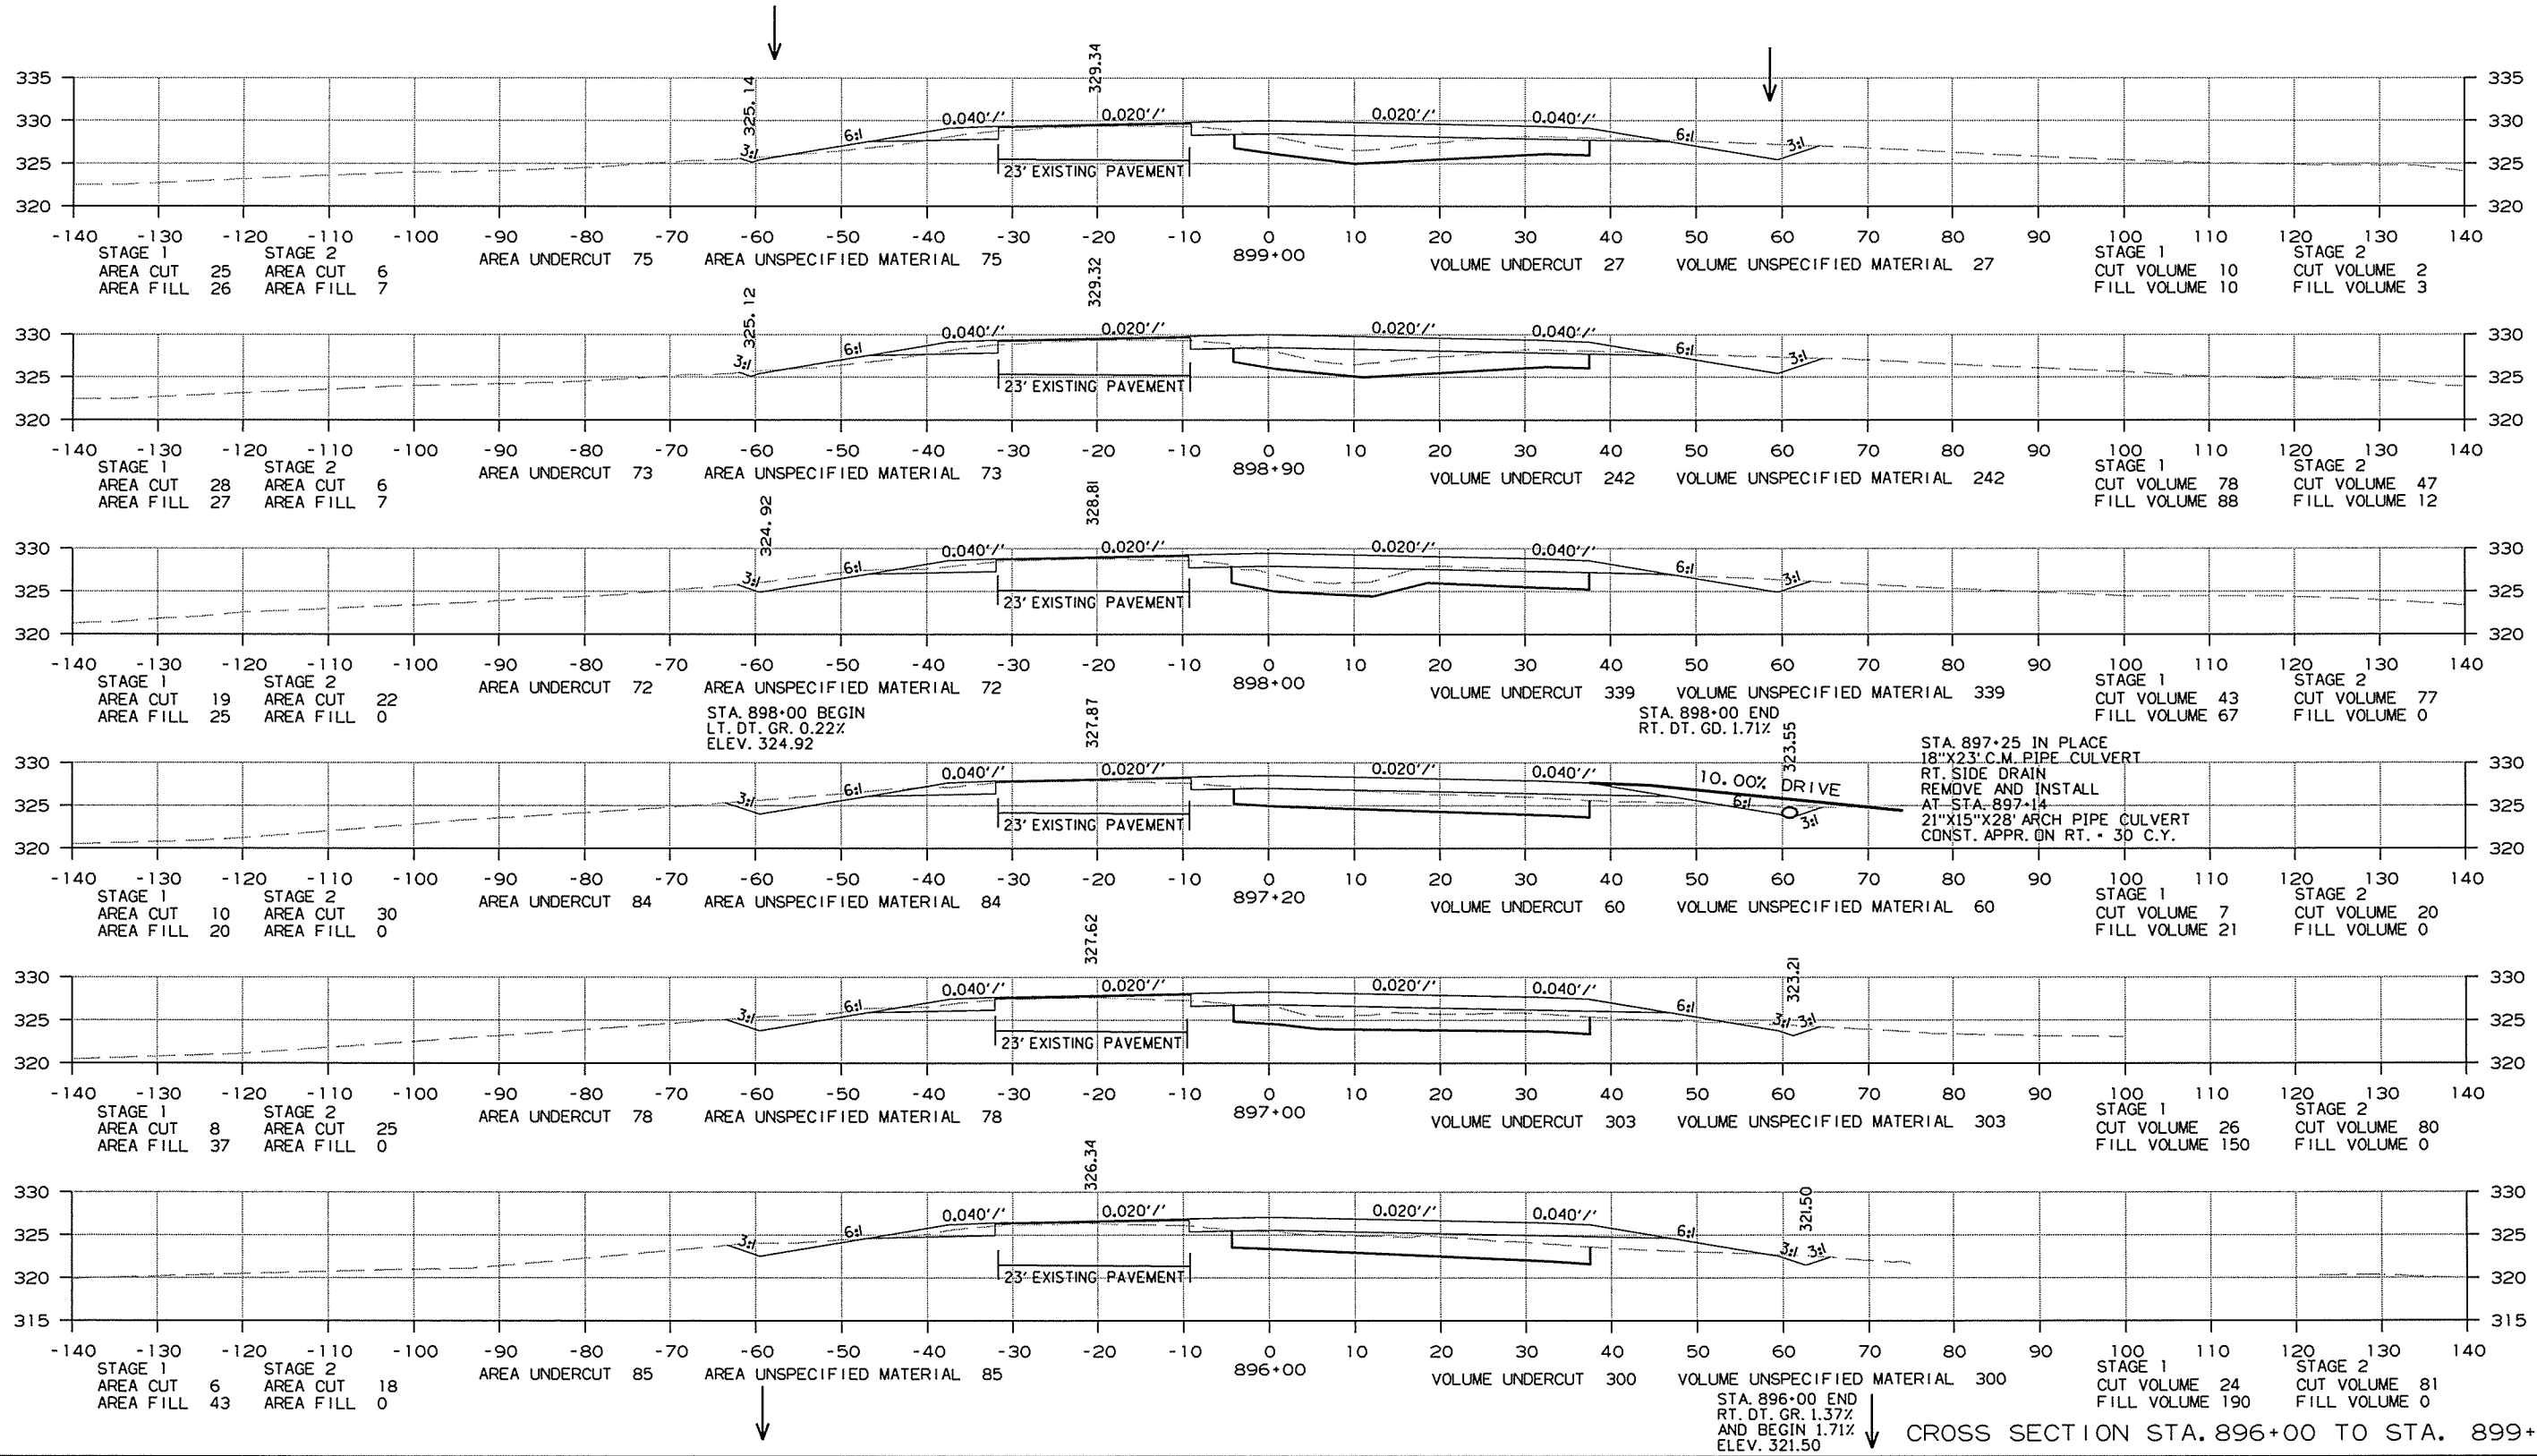 329.34
325.14
335 335
0.040'/' 0.020'/' 0.020'/' 0.040'/'
330 330
6:1 6:1
3:1 3:1
325 325
23' EXISTING PAVEMENT
320 320
-140 -130 -120 -110 -100 -90 -80 -70 -60 -50 -40 -30 -20 -10 0 10 20 30 40 50 60 70 80 90 100 110 120 130 140
STAGE 1 STAGE 2 899+00 STAGE 1 STAGE 2
AREA CUT 25 AREA CUT 6 AREA UNDERCUT 75 AREA UNSPECIFIED MATERIAL 75 VOLUME UNDERCUT 27 VOLUME UNSPECIFIED MATERIAL 27 CUT VOLUME 10 CUT VOLUME 2
AREA FILL 26 AREA FILL 7 FILL VOLUME 10 FILL VOLUME 3
329.32
325.12
0.040'/' 0.020'/' 0.020'/' 0.040'/'
330 330
6:1 6:1
3:1 3:1
325 325
23' EXISTING PAVEMENT
320 320
-140 -130 -120 -110 -100 -90 -80 -70 -60 -50 -40 -30 -20 -10 0 10 20 30 40 50 60 70 80 90 100 110 120 130 140
STAGE 1 STAGE 2 898+90 STAGE 1 STAGE 2
AREA CUT 28 AREA CUT 6 AREA UNDERCUT 73 AREA UNSPECIFIED MATERIAL 73 VOLUME UNDERCUT 242 VOLUME UNSPECIFIED MATERIAL 242 CUT VOLUME 78 CUT VOLUME 47
AREA FILL 27 AREA FILL 7 FILL VOLUME 88 FILL VOLUME 12
328.81
324.92
0.040'/' 0.020'/' 0.020'/' 0.040'/'
330 330
6:1 6:1
3:1 3:1
325 325
23' EXISTING PAVEMENT
320 320
-140 -130 -120 -110 -100 -90 -80 -70 -60 -50 -40 -30 -20 -10 0 10 20 30 40 50 60 70 80 90 100 110 120 130 140
STAGE 1 STAGE 2 898+00 STAGE 1 STAGE 2
AREA CUT 19 AREA CUT 22 AREA UNDERCUT 72 AREA UNSPECIFIED MATERIAL 72 VOLUME UNDERCUT 339 VOLUME UNSPECIFIED MATERIAL 339 CUT VOLUME 43 CUT VOLUME 77
AREA FILL 25 AREA FILL 0 FILL VOLUME 67 FILL VOLUME 0
STA. 898+00 BEGIN
LT. DT. GR. 0.22%
ELEV. 324.92
STA. 898+00 END
RT. DT. GD. 1.71%
327.87
323.55
STA. 897+25 IN PLACE
18"X23' C.M. PIPE CULVERT
RT. SIDE DRAIN
REMOVE AND INSTALL
AT STA. 897+14
21"X15"X28' ARCH PIPE CULVERT
CONST. APPR. ON RT. = 30 C.Y.
0.040'/' 0.020'/' 0.020'/' 0.040'/'
10.00% DRIVE
330 330
6:1 6:1
3:1 3:1
325 325
23' EXISTING PAVEMENT
320 320
-140 -130 -120 -110 -100 -90 -80 -70 -60 -50 -40 -30 -20 -10 0 10 20 30 40 50 60 70 80 90 100 110 120 130 140
STAGE 1 STAGE 2 897+20 STAGE 1 STAGE 2
AREA CUT 10 AREA CUT 30 AREA UNDERCUT 84 AREA UNSPECIFIED MATERIAL 84 VOLUME UNDERCUT 60 VOLUME UNSPECIFIED MATERIAL 60 CUT VOLUME 7 CUT VOLUME 20
AREA FILL 20 AREA FILL 0 FILL VOLUME 21 FILL VOLUME 0
327.62
323.21
0.040'/' 0.020'/' 0.020'/' 0.040'/'
330 330
6:1 6:1
3:1 3:1 3:1
325 325
23' EXISTING PAVEMENT
320 320
-140 -130 -120 -110 -100 -90 -80 -70 -60 -50 -40 -30 -20 -10 0 10 20 30 40 50 60 70 80 90 100 110 120 130 140
STAGE 1 STAGE 2 897+00 STAGE 1 STAGE 2
AREA CUT 8 AREA CUT 25 AREA UNDERCUT 78 AREA UNSPECIFIED MATERIAL 78 VOLUME UNDERCUT 303 VOLUME UNSPECIFIED MATERIAL 303 CUT VOLUME 26 CUT VOLUME 80
AREA FILL 37 AREA FILL 0 FILL VOLUME 150 FILL VOLUME 0
326.34
321.50
0.040'/' 0.020'/' 0.020'/' 0.040'/'
330 330
6:1 6:1
3:1 3:1 3:1
325 325
23' EXISTING PAVEMENT
320 320
315 315
-140 -130 -120 -110 -100 -90 -80 -70 -60 -50 -40 -30 -20 -10 0 10 20 30 40 50 60 70 80 90 100 110 120 130 140
STAGE 1 STAGE 2 896+00 STAGE 1 STAGE 2
AREA CUT 6 AREA CUT 18 AREA UNDERCUT 85 AREA UNSPECIFIED MATERIAL 85 VOLUME UNDERCUT 300 VOLUME UNSPECIFIED MATERIAL 300 CUT VOLUME 24 CUT VOLUME 81
AREA FILL 43 AREA FILL 0 FILL VOLUME 190 FILL VOLUME 0
STA. 896+00 END
RT. DT. GR. 1.37%
AND BEGIN 1.71%
ELEV. 321.50
CROSS SECTION STA. 896+00 TO STA. 899+